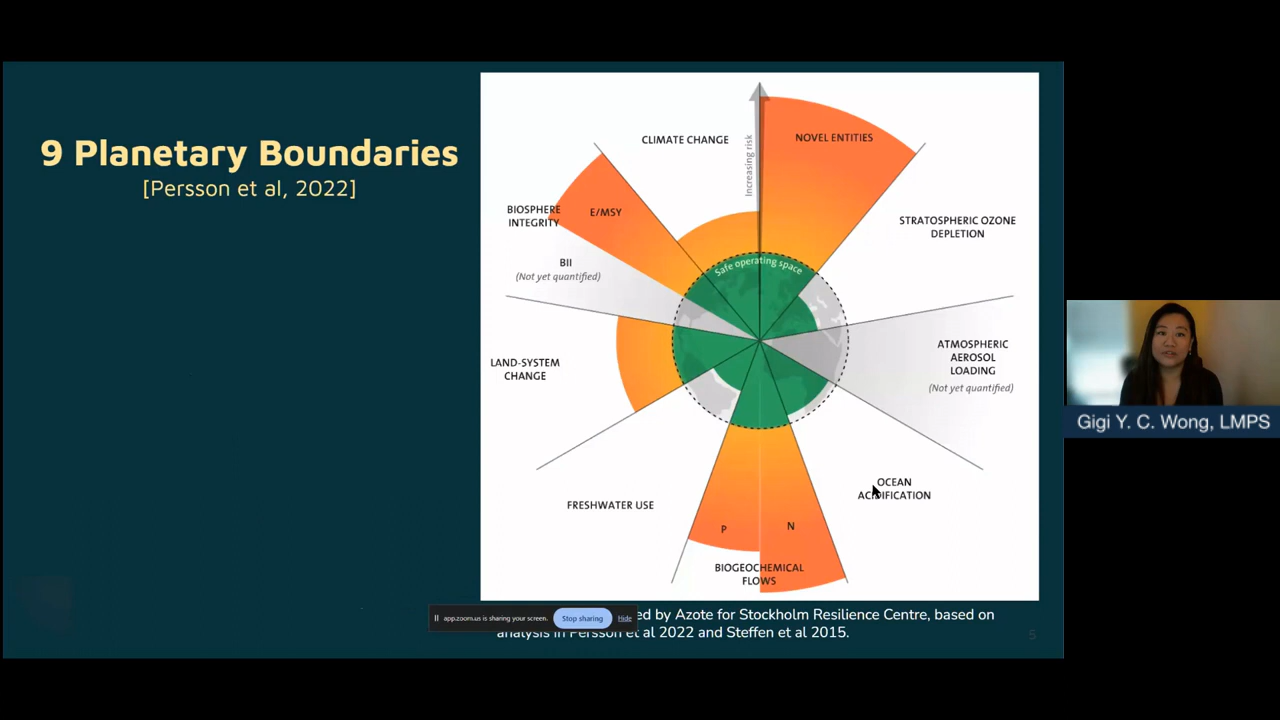 9 Planetary Boundaries
[Persson et al, 2022]
CLIMATE CHANGE
Increasing risk
NOVEL ENTITIES
BIOSPHERE
INTEGRITY
E/MSY
STRATOSPHERIC OZONE
DEPLETION
BII
(Not yet quantified)
Safe operating space
ATMOSPHERIC
AEROSOL
LOADING
(Not yet quantified)
LAND-SYSTEM
CHANGE
OCEAN
ACIDIFICATION
FRESHWATER USE
P
N
BIOGEOCHEMICAL
FLOWS
Gigi Y. C. Wong, LMPS
app.zoom.us is sharing your screen.
Stop sharing
Hide
ed by Azote for Stockholm Resilience Centre, based on
analysis in Persson et al 2022 and Steffen et al 2015.
5